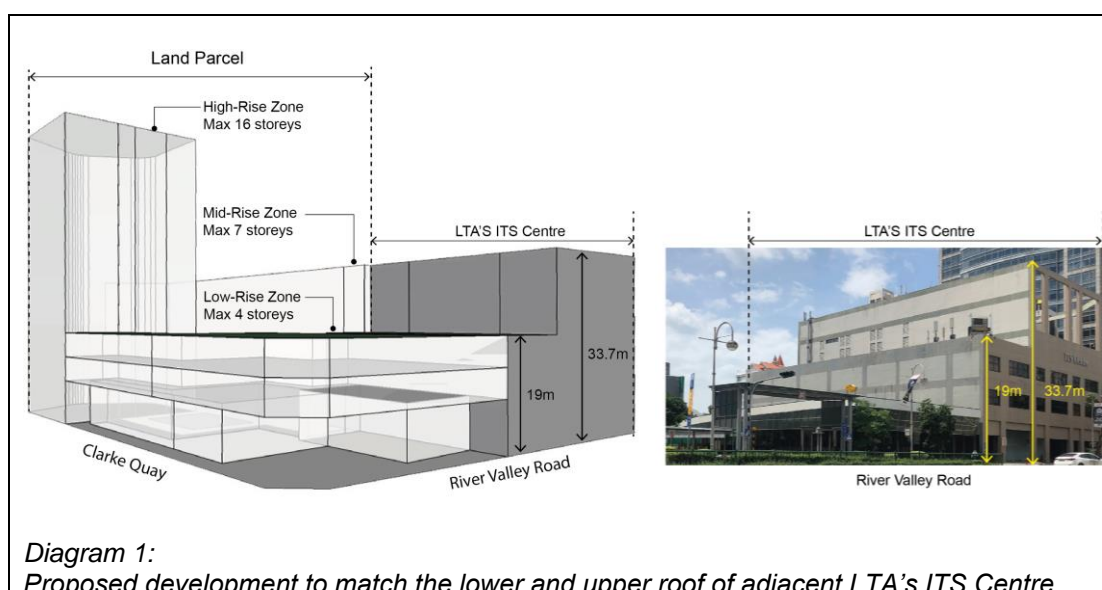 Land Parcel
High-Rise Zone
Max 16 storeys
Mid-Rise Zone
Max 7 storeys
LTA'S ITS Centre
Low-Rise Zone
Max 4 storeys
33.7m
19m
Clarke Quay
River Valley Road
LTA'S ITS Centre
19m
33.7m
River Valley Road
Diagram 1:
Proposed development to match the lower and upper roof of adjacent LTA's ITS Centre